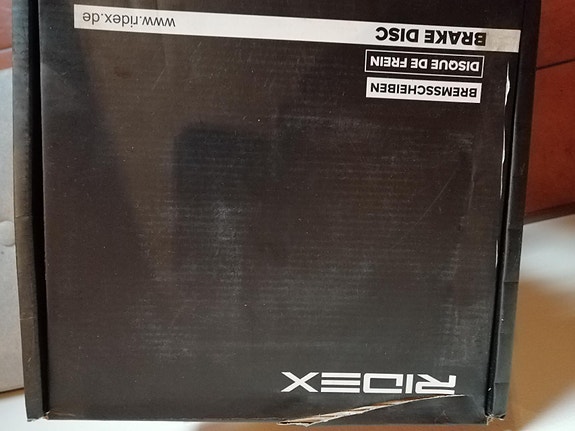 RIDEX
BREMSSCHEIBEN
DISQUE DE FREIN
BRAKE DISC
www.ridex.de